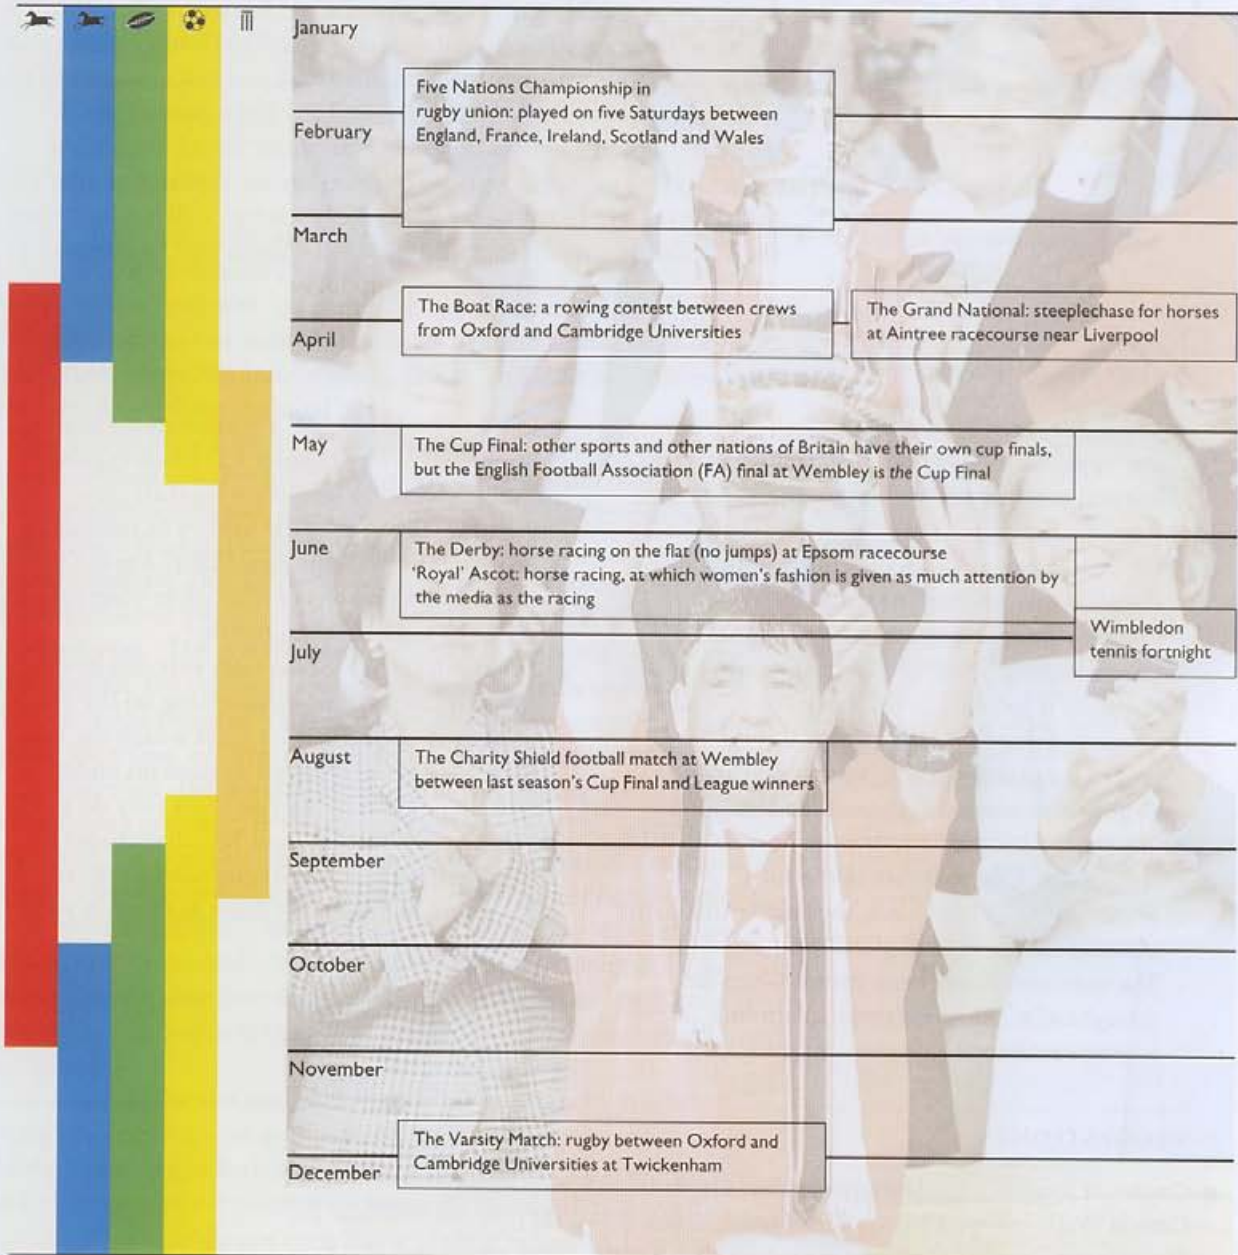 January
Five Nations Championship in
rugby union: played on five Saturdays between
England, France, Ireland, Scotland and Wales
February
March
The Boat Race: a rowing contest between crews
from Oxford and Cambridge Universities
The Grand National: steeplechase for horses
at Aintree racecourse near Liverpool
April
May
The Cup Final: other sports and other nations of Britain have their own cup finals,
but the English Football Association (FA) final at Wembley is the Cup Final
June
The Derby: horse racing on the flat (no jumps) at Epsom racecourse
'Royal' Ascot: horse racing, at which women's fashion is given as much attention by
the media as the racing
Wimbledon
tennis fortnight
July
August
The Charity Shield football match at Wembley
between last season's Cup Final and League winners
September
October
November
The Varsity Match: rugby between Oxford and
Cambridge Universities at Twickenham
December